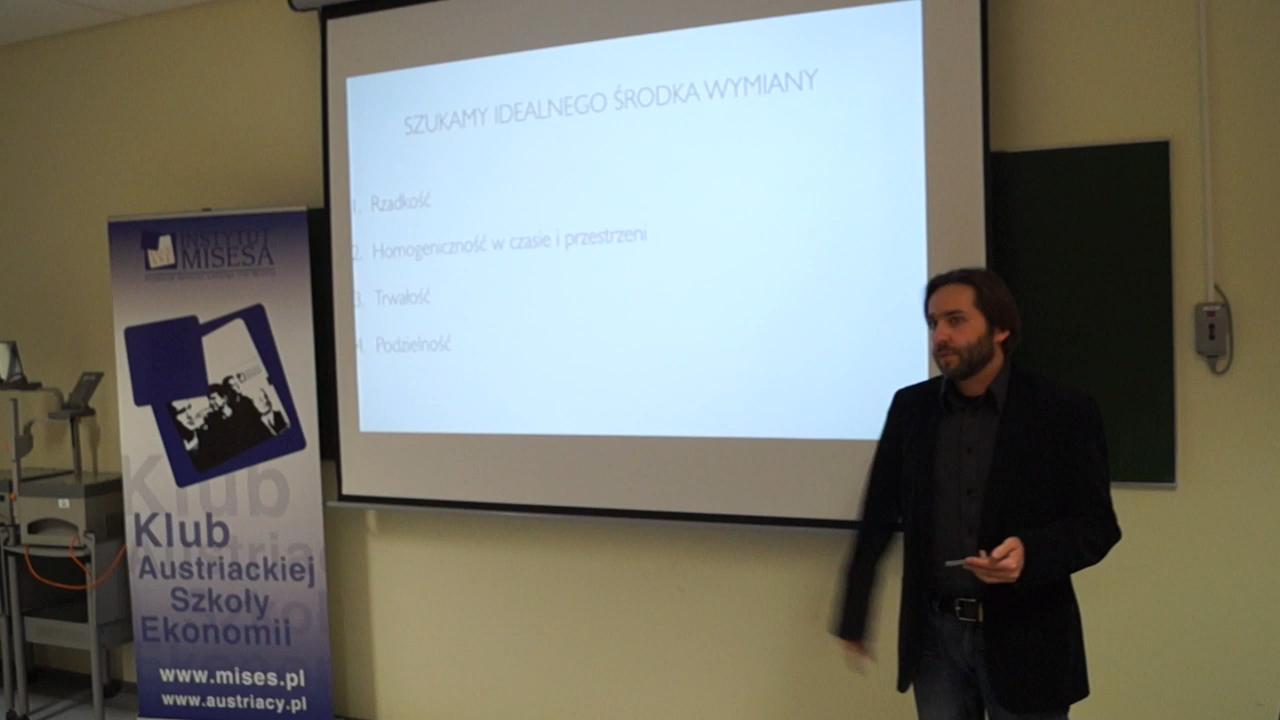 SZUKAMY IDEALNEGO ŚRODKA WYMIANY
1. Rzadkość
2. Homogeniczność w czasie i przestrzeni
3. Trwałość
4. Podzielność
INSTYTUT
MISESA
Klub
Klub
Austriackiej
Szkoły
Ekonomii
www.mises.pl
www.austriacy.pl